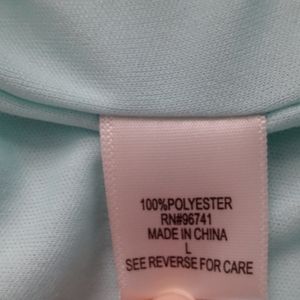 100%POLYESTER
RN#96741
MADE IN CHINA
L
SEE REVERSE FOR CARE